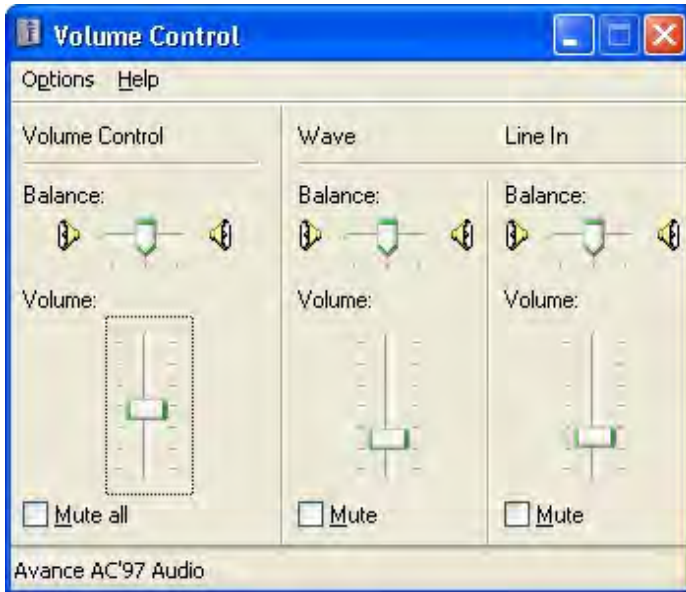 Volume Control
Options Help
Volume Control
Wave
Line In
Balance:
Balance:
Balance:
Volume:
Volume:
Volume:
Mute all
Mute
Mute
Avance AC'97 Audio